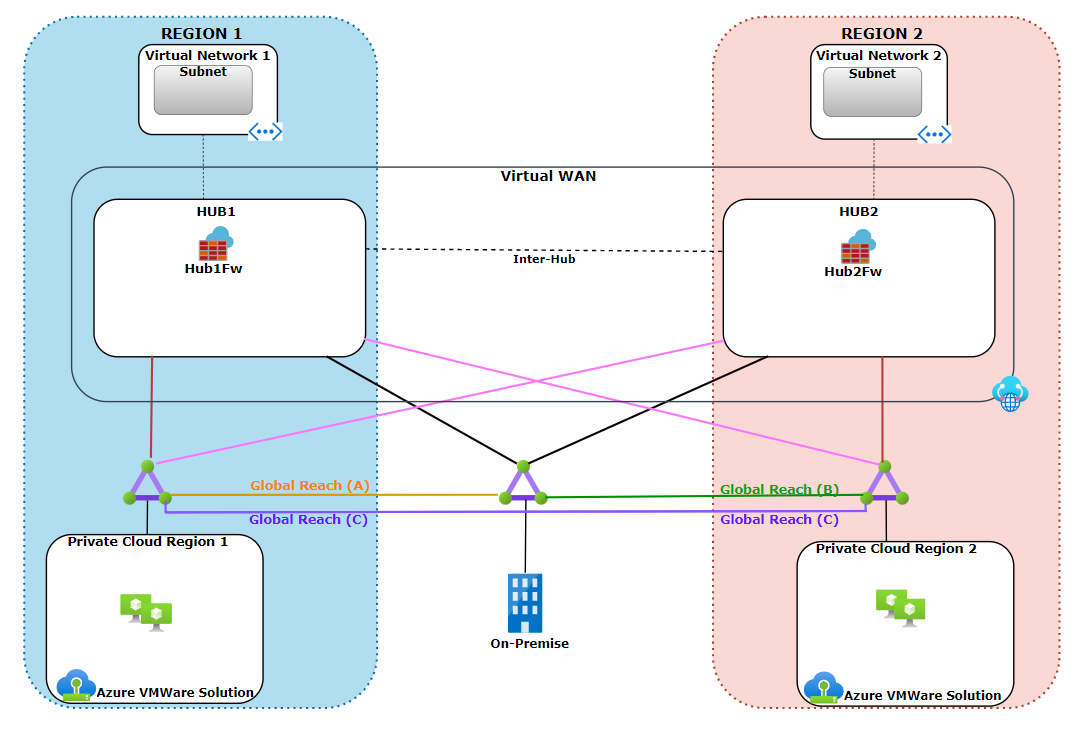 REGION 1
REGION 2
Virtual Network 1
Subnet
Virtual Network 2
Subnet
Virtual WAN
HUB1
Hub1Fw
HUB2
Hub2Fw
Inter-Hub
Global Reach (A)
Global Reach (B)
Global Reach (C)
Global Reach (C)
Private Cloud Region 1
Private Cloud Region 2
On-Premise
Azure VMWare Solution
Azure VMWare Solution